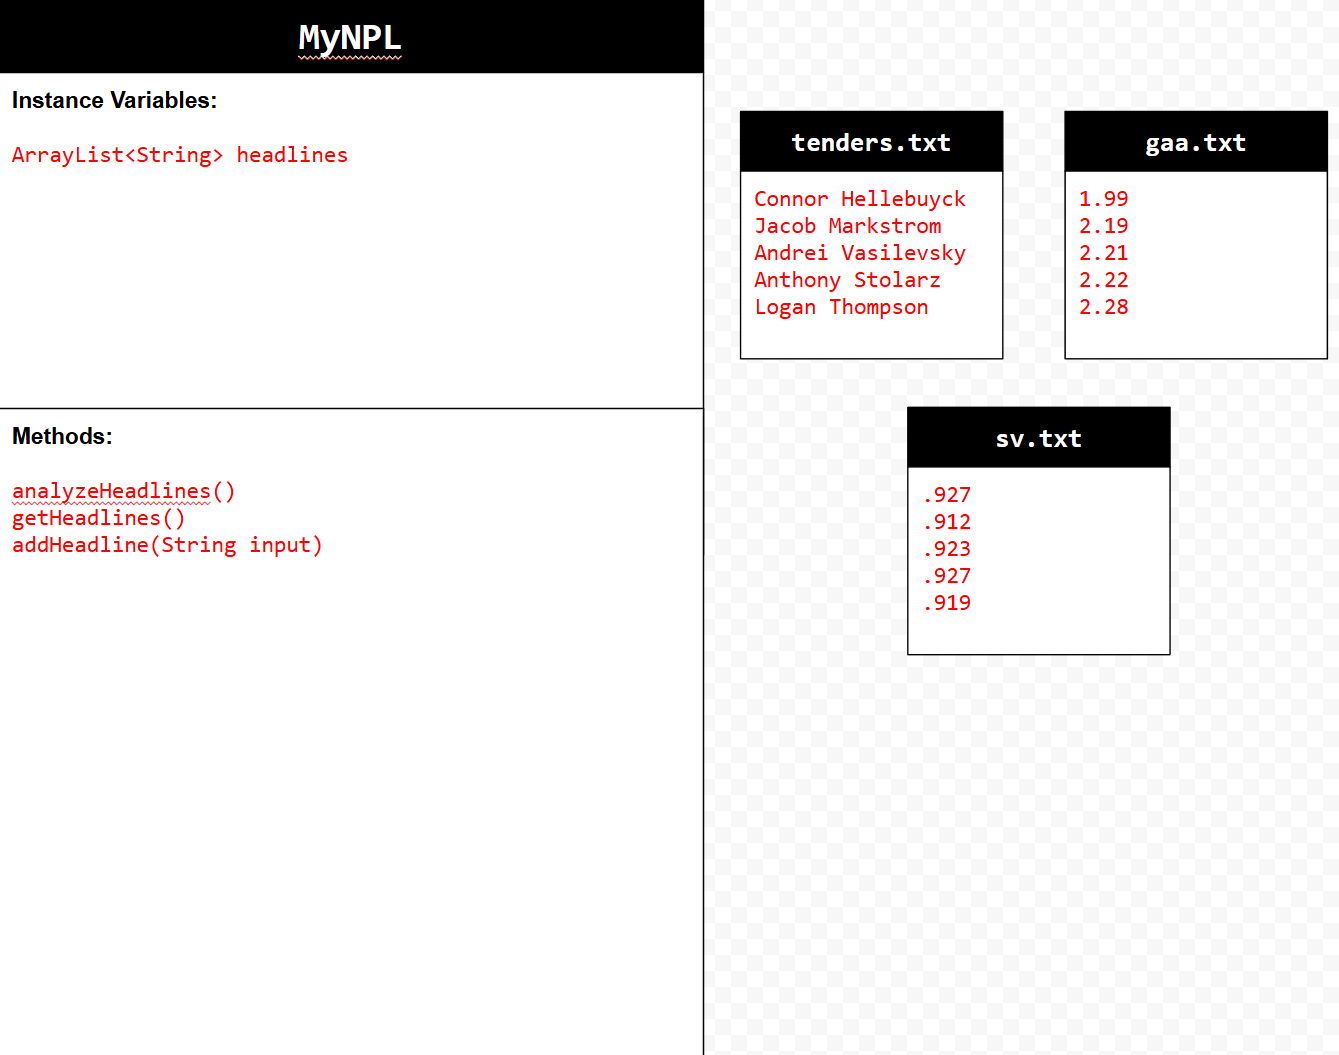 MyNPL
Instance Variables:
ArrayList<String> headlines
Methods:
analyzeHeadlines()
getHeadlines()
addHeadline(String input)
tenders.txt
Connor Hellebuyck
Jacob Markstrom
Andrei Vasilevsky
Anthony Stolarz
Logan Thompson
gaa.txt
1.99
2.19
2.21
2.22
2.28
sv.txt
.927
.912
.923
.927
.919